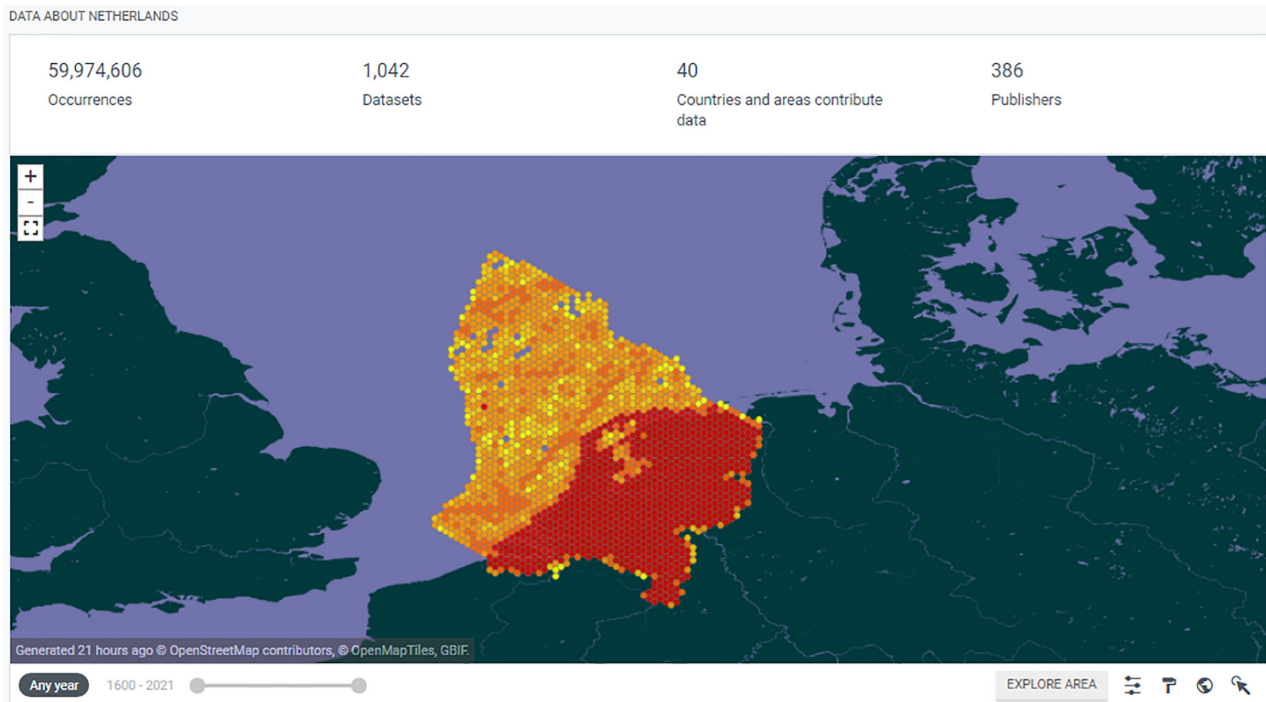 DATA ABOUT NETHERLANDS
59,974,606
Occurrences
1,042
Datasets
40
Countries and areas contribute
data
386
Publishers
+
-
Generated 21 hours ago © OpenStreetMap contributors, © OpenMapTiles, GBIF.
Any year
1600 - 2021
EXPLORE AREA